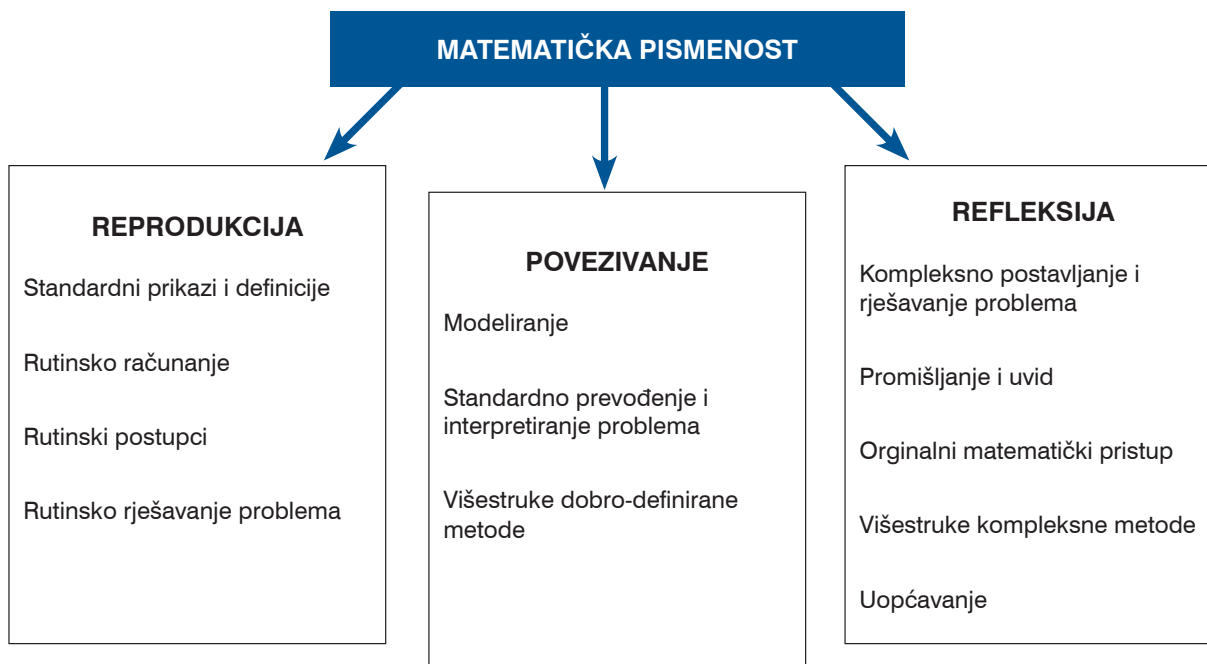 MATEMATIČKA PISMENOST
REPRODUKCIJA
Standardni prikazi i definicije
Rutinsko računanje
Rutinski postupci
Rutinsko rješavanje problema
POVEZIVANJE
Modeliranje
Standardno prevođenje i
interpretiranje problema
Višestruke dobro-definirane
metode
REFLEKSIJA
Kompleksno postavljanje i
rješavanje problema
Promišljanje i uvid
Orginalni matematički pristup
Višestruke kompleksne metode
Uopćavanje